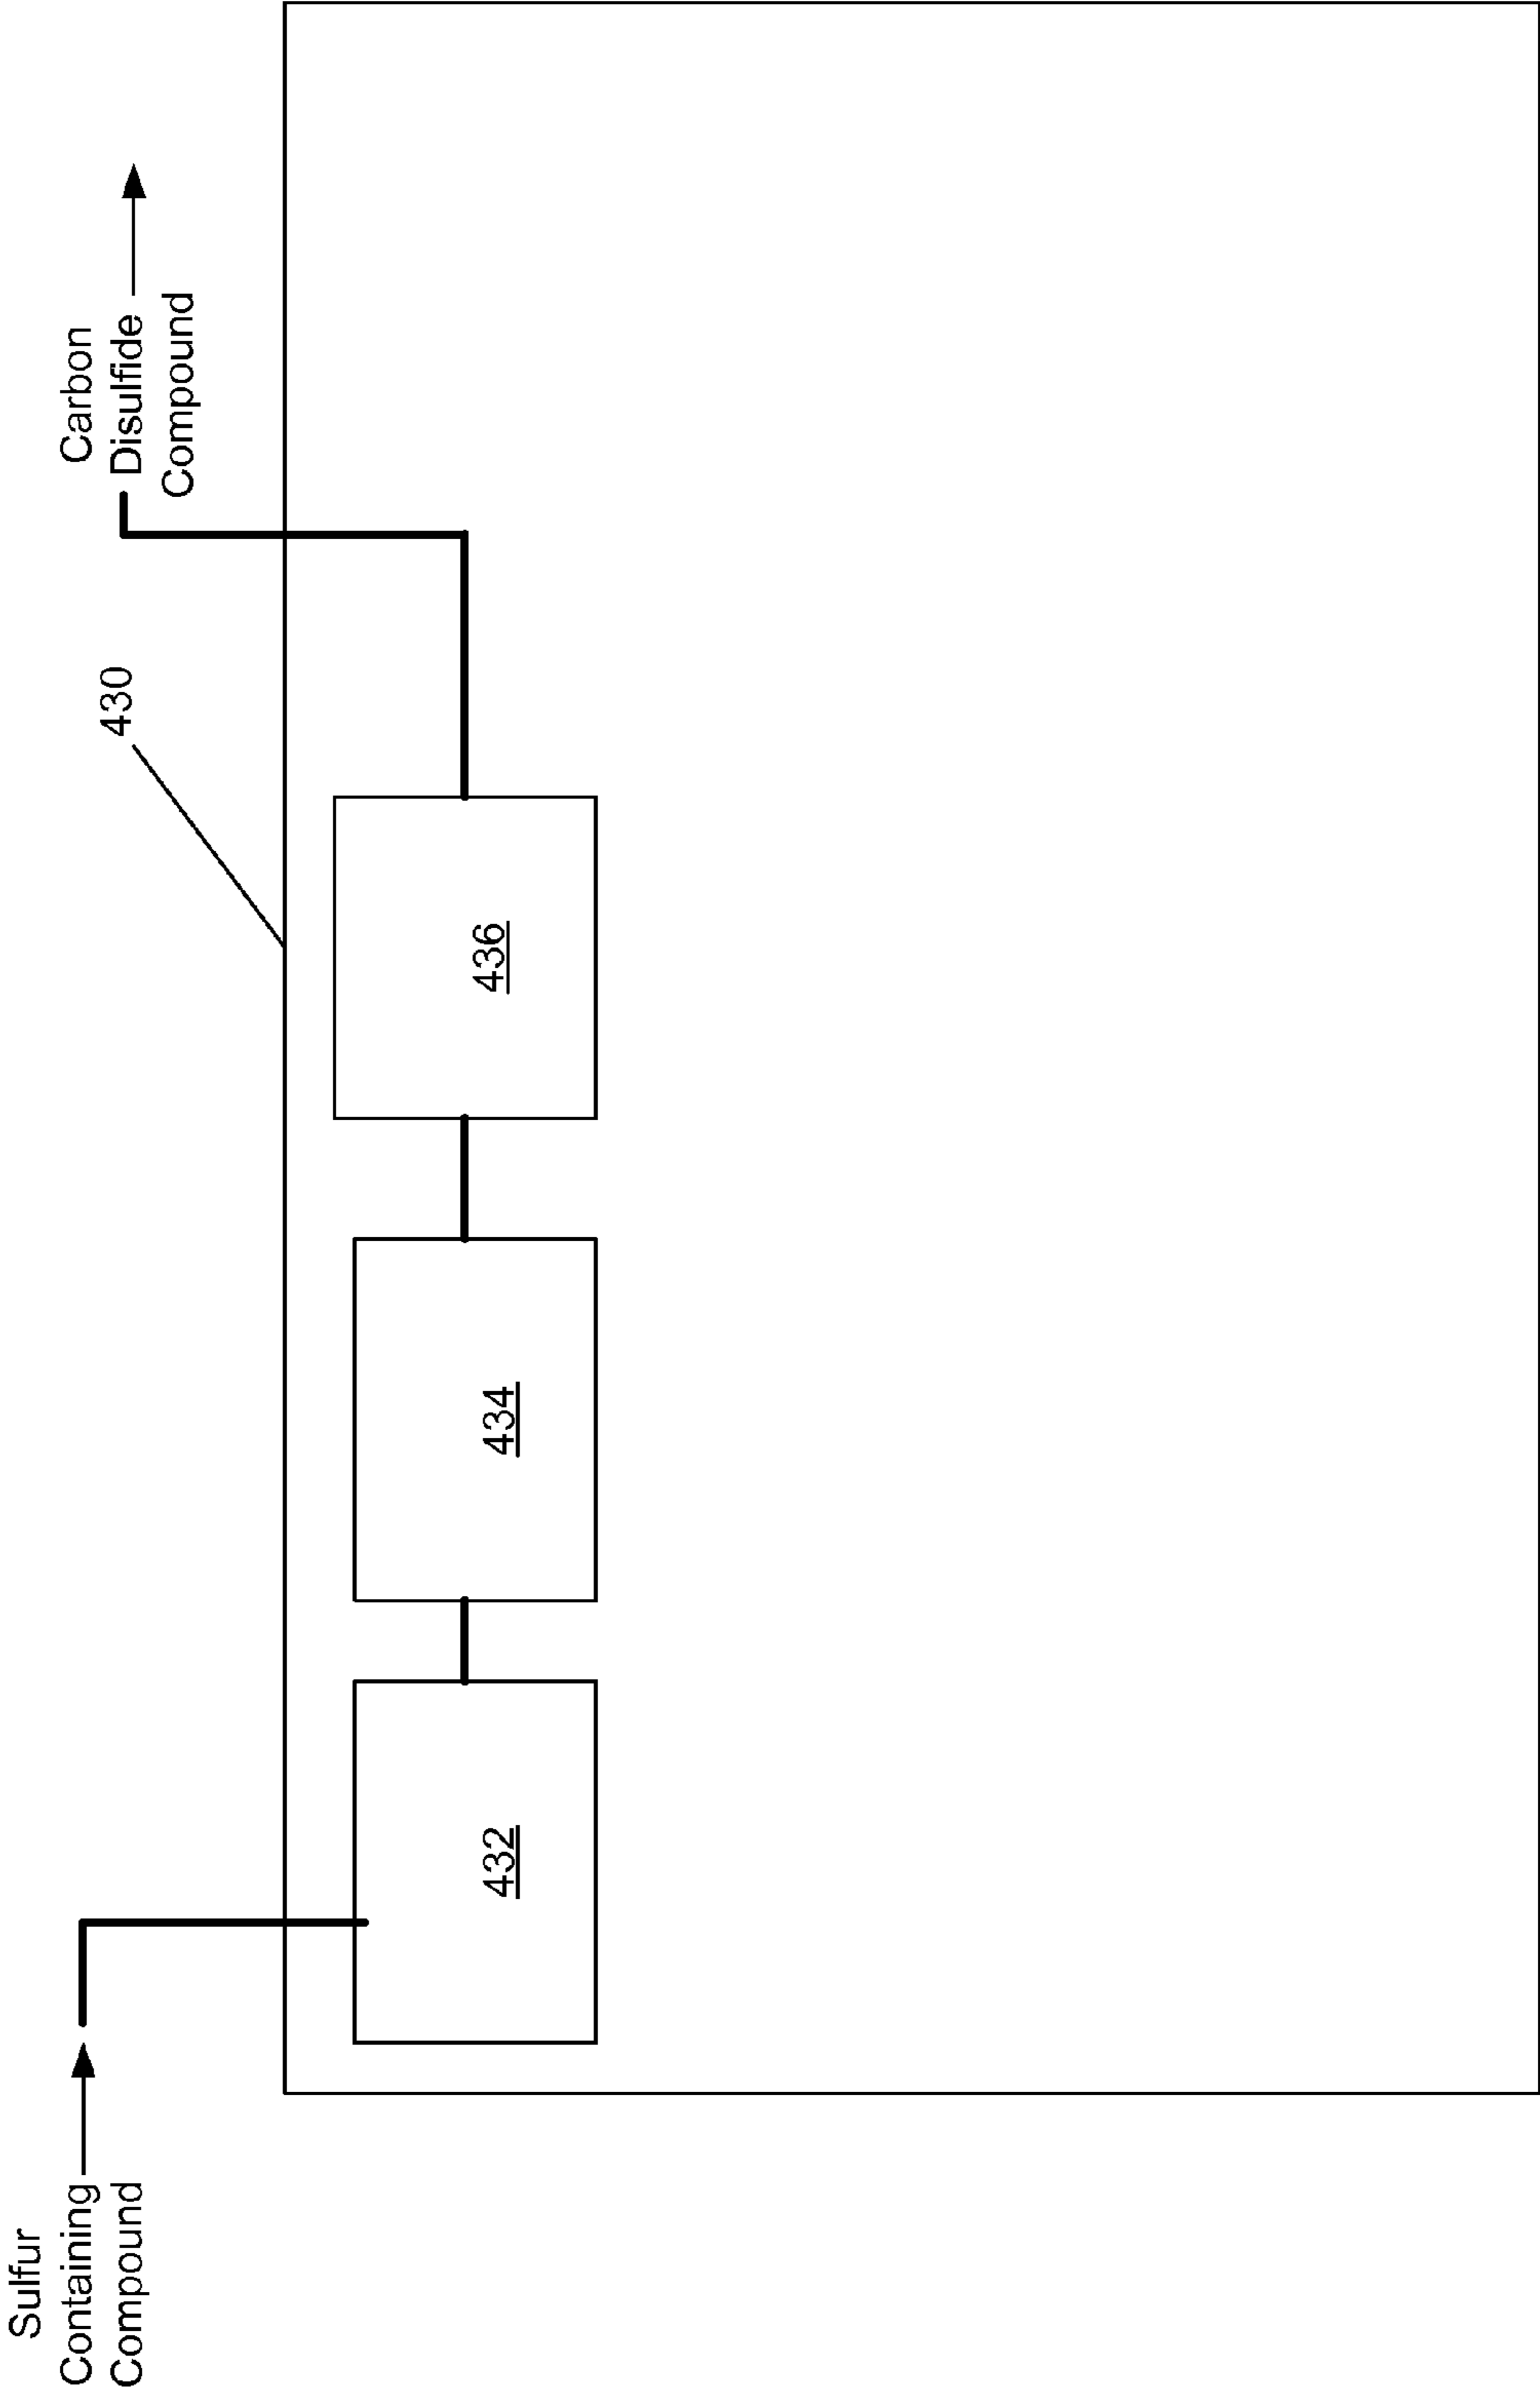 Sulfur
Containing
Compound
432
434
436
430
Carbon
Disulfide
Compound